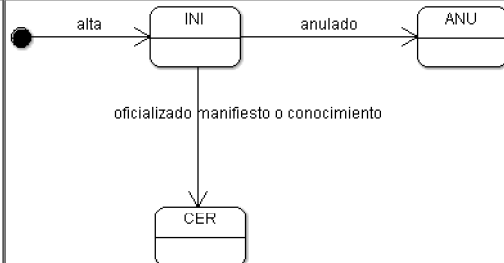 alta
INI
anulado
ANU
oficializado manifiesto o conocimiento
CER